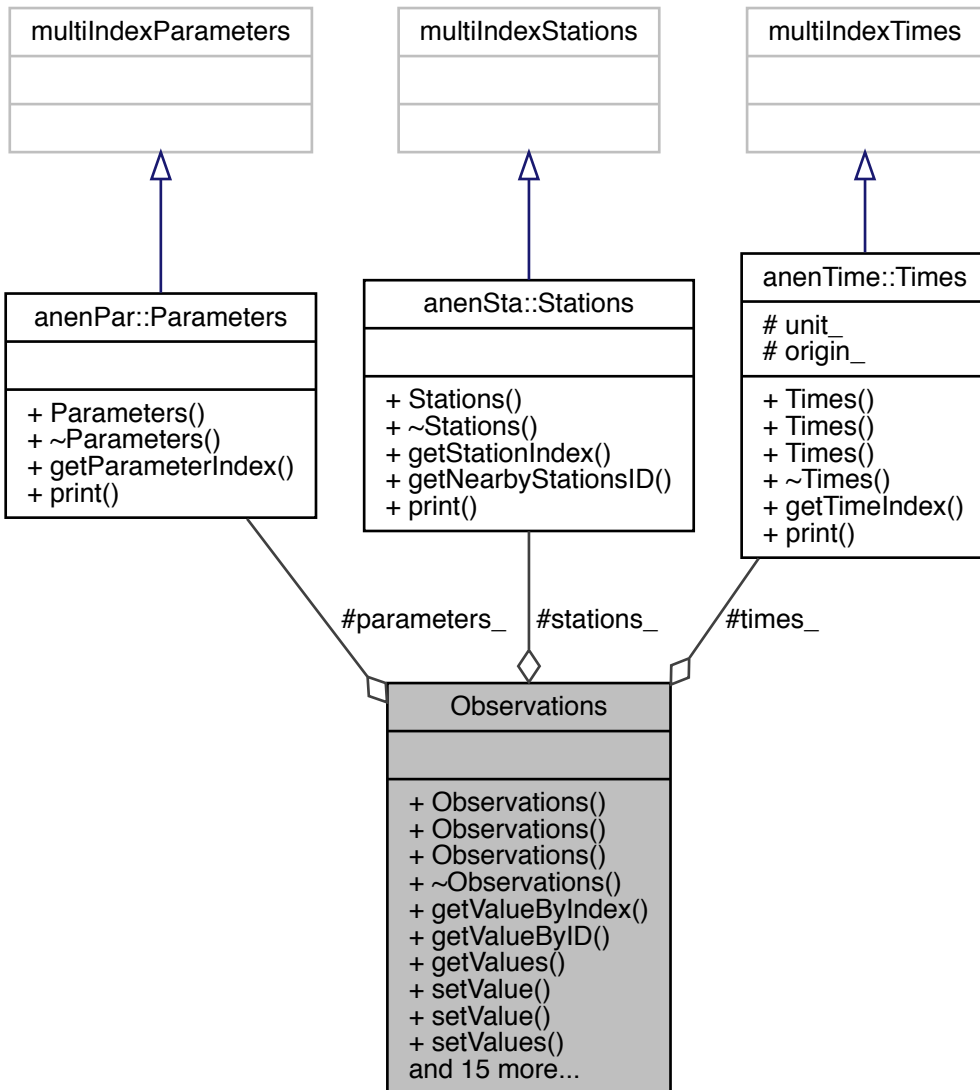 multiIndexParameters
multiIndexStations
multiIndexTimes
anenPar::Parameters
+ Parameters()
+ ~Parameters()
+ getParameterIndex()
+ print()
anenSta::Stations
+ Stations()
+ ~Stations()
+ getStationIndex()
+ getNearbyStationsID()
+ print()
anenTime::Times
# unit_
# origin_
+ Times()
+ Times()
+ Times()
+ ~Times()
+ getTimeIndex()
+ print()
#parameters_
#stations_
#times_
Observations
+ Observations()
+ Observations()
+ Observations()
+ ~Observations()
+ getValueByIndex()
+ getValueByID()
+ getValues()
+ setValue()
+ setValue()
+ setValues()
and 15 more...